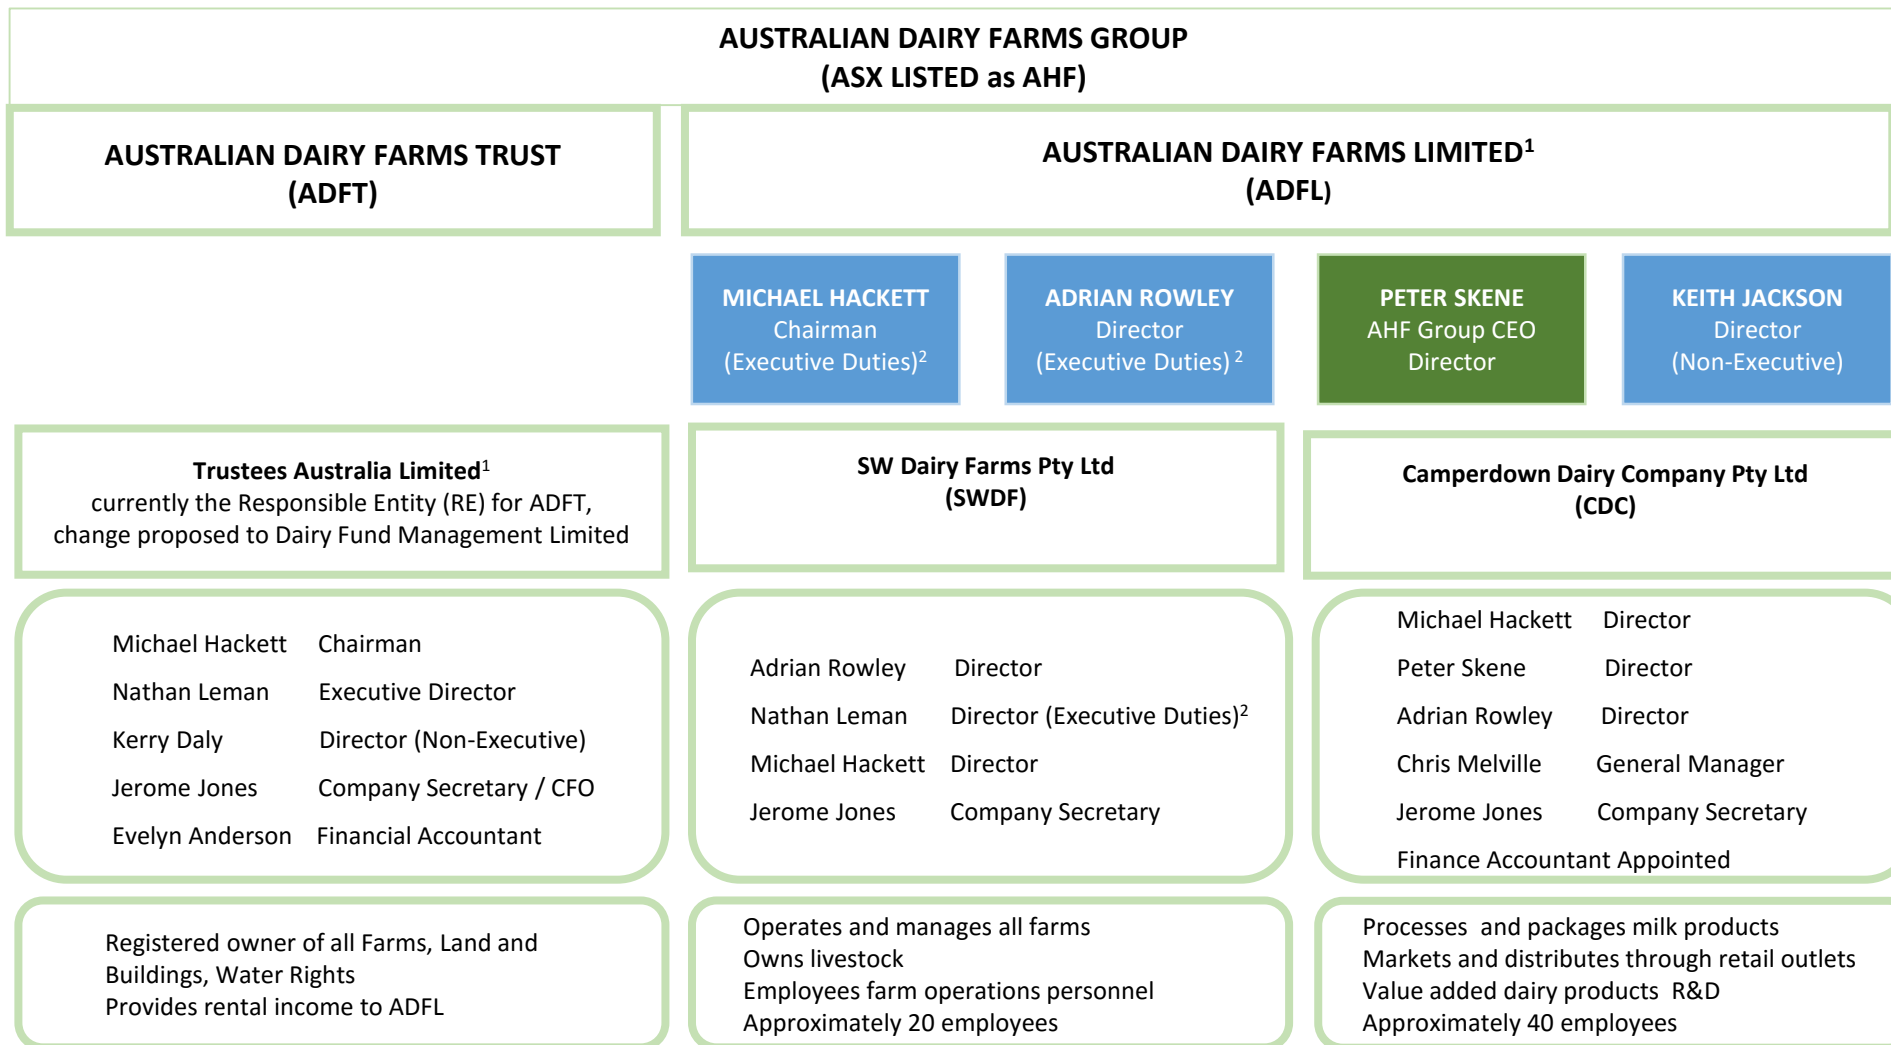 AUSTRALIAN DAIRY FARMS GROUP
(ASX LISTED as AHF)
AUSTRALIAN DAIRY FARMS TRUST
(ADFT)
AUSTRALIAN DAIRY FARMS LIMITED1
(ADFL)
MICHAEL HACKETT
Chairman
(Executive Duties)2
ADRIAN ROWLEY
Director
(Executive Duties) 2
PETER SKENE
AHF Group CEO
Director
KEITH JACKSON
Director
(Non-Executive)
Trustees Australia Limited1
currently the Responsible Entity (RE) for ADFT,
change proposed to Dairy Fund Management Limited
SW Dairy Farms Pty Ltd
(SWDF)
Camperdown Dairy Company Pty Ltd
(CDC)
Michael Hackett Chairman
Nathan Leman Executive Director
Kerry Daly Director (Non-Executive)
Jerome Jones Company Secretary / CFO
Evelyn Anderson Financial Accountant
Adrian Rowley Director
Nathan Leman Director (Executive Duties)2
Michael Hackett Director
Jerome Jones Company Secretary
Michael Hackett Director
Peter Skene Director
Adrian Rowley Director
Chris Melville General Manager
Jerome Jones Company Secretary
Finance Accountant Appointed
Registered owner of all Farms, Land and
Buildings, Water Rights
Provides rental income to ADFL
Operates and manages all farms
Owns livestock
Employees farm operations personnel
Approximately 20 employees
Processes and packages milk products
Markets and distributes through retail outlets
Value added dairy products R&D
Approximately 40 employees